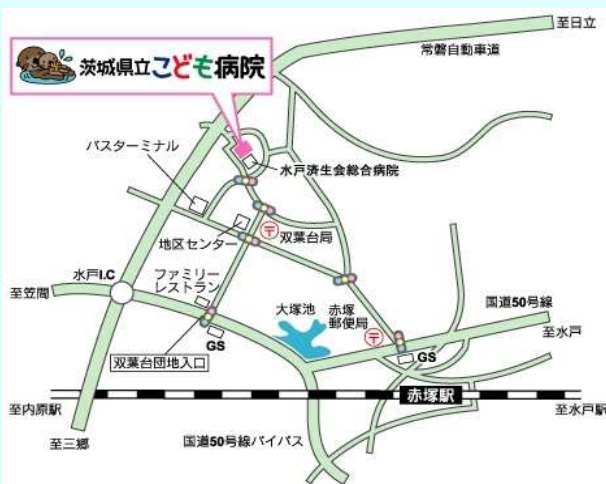 至日立
常磐自動車道
茨城県立こども病院
水戸済生会総合病院
バスターミナル
地区センター
〒
双葉台局
水戸I.C
ファミリー
レストラン
至笠間
大塚池
赤塚
郵便局
〒
国道50号線
至水戸
GS
GS
双葉台団地入口
赤塚駅
至内原駅
至水戸駅
至三郷
国道50号線バイパス